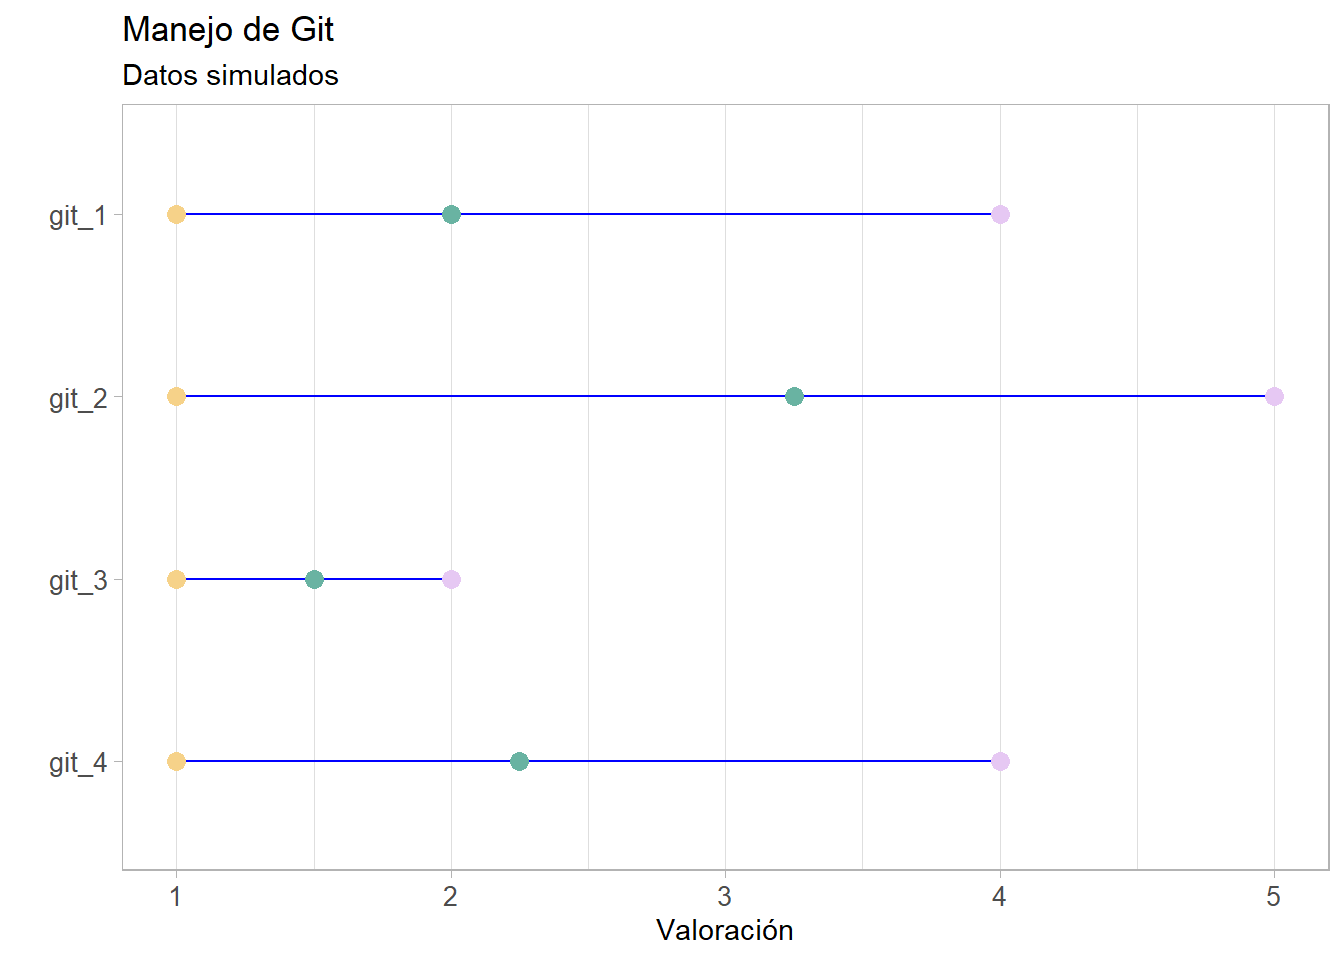 Manejo de Git
Datos simulados
git_1
git_2
git_3
git_4
1 2 3 4 5
Valoración